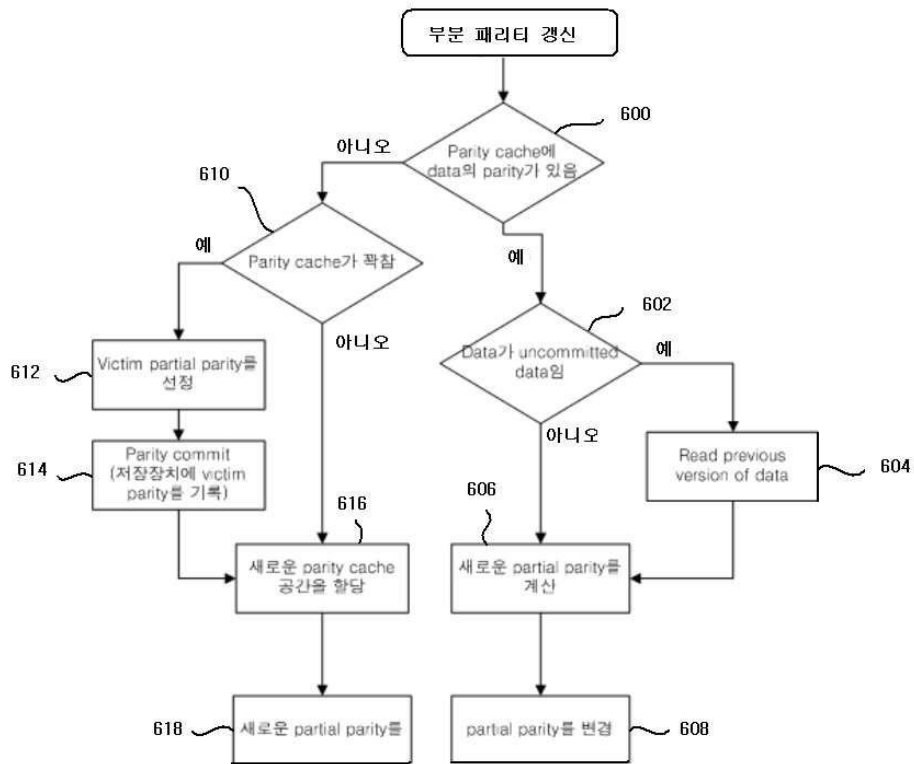 부분 패리티 갱신
600
아니오
Parity cache에
data의 parity가 있음
610
예
Parity cache가 꽉참
예
602
아니오
Data가 uncommitted
data임
예
612
Victim partial parity를
선정
아니오
614
Parity commit
(저장장치에 victim
parity를 기록)
Read previous
version of data
604
616
606
새로운 parity cache
공간을 할당
새로운 partial parity를
계산
618
새로운 partial parity를
partial parity를 변경
608